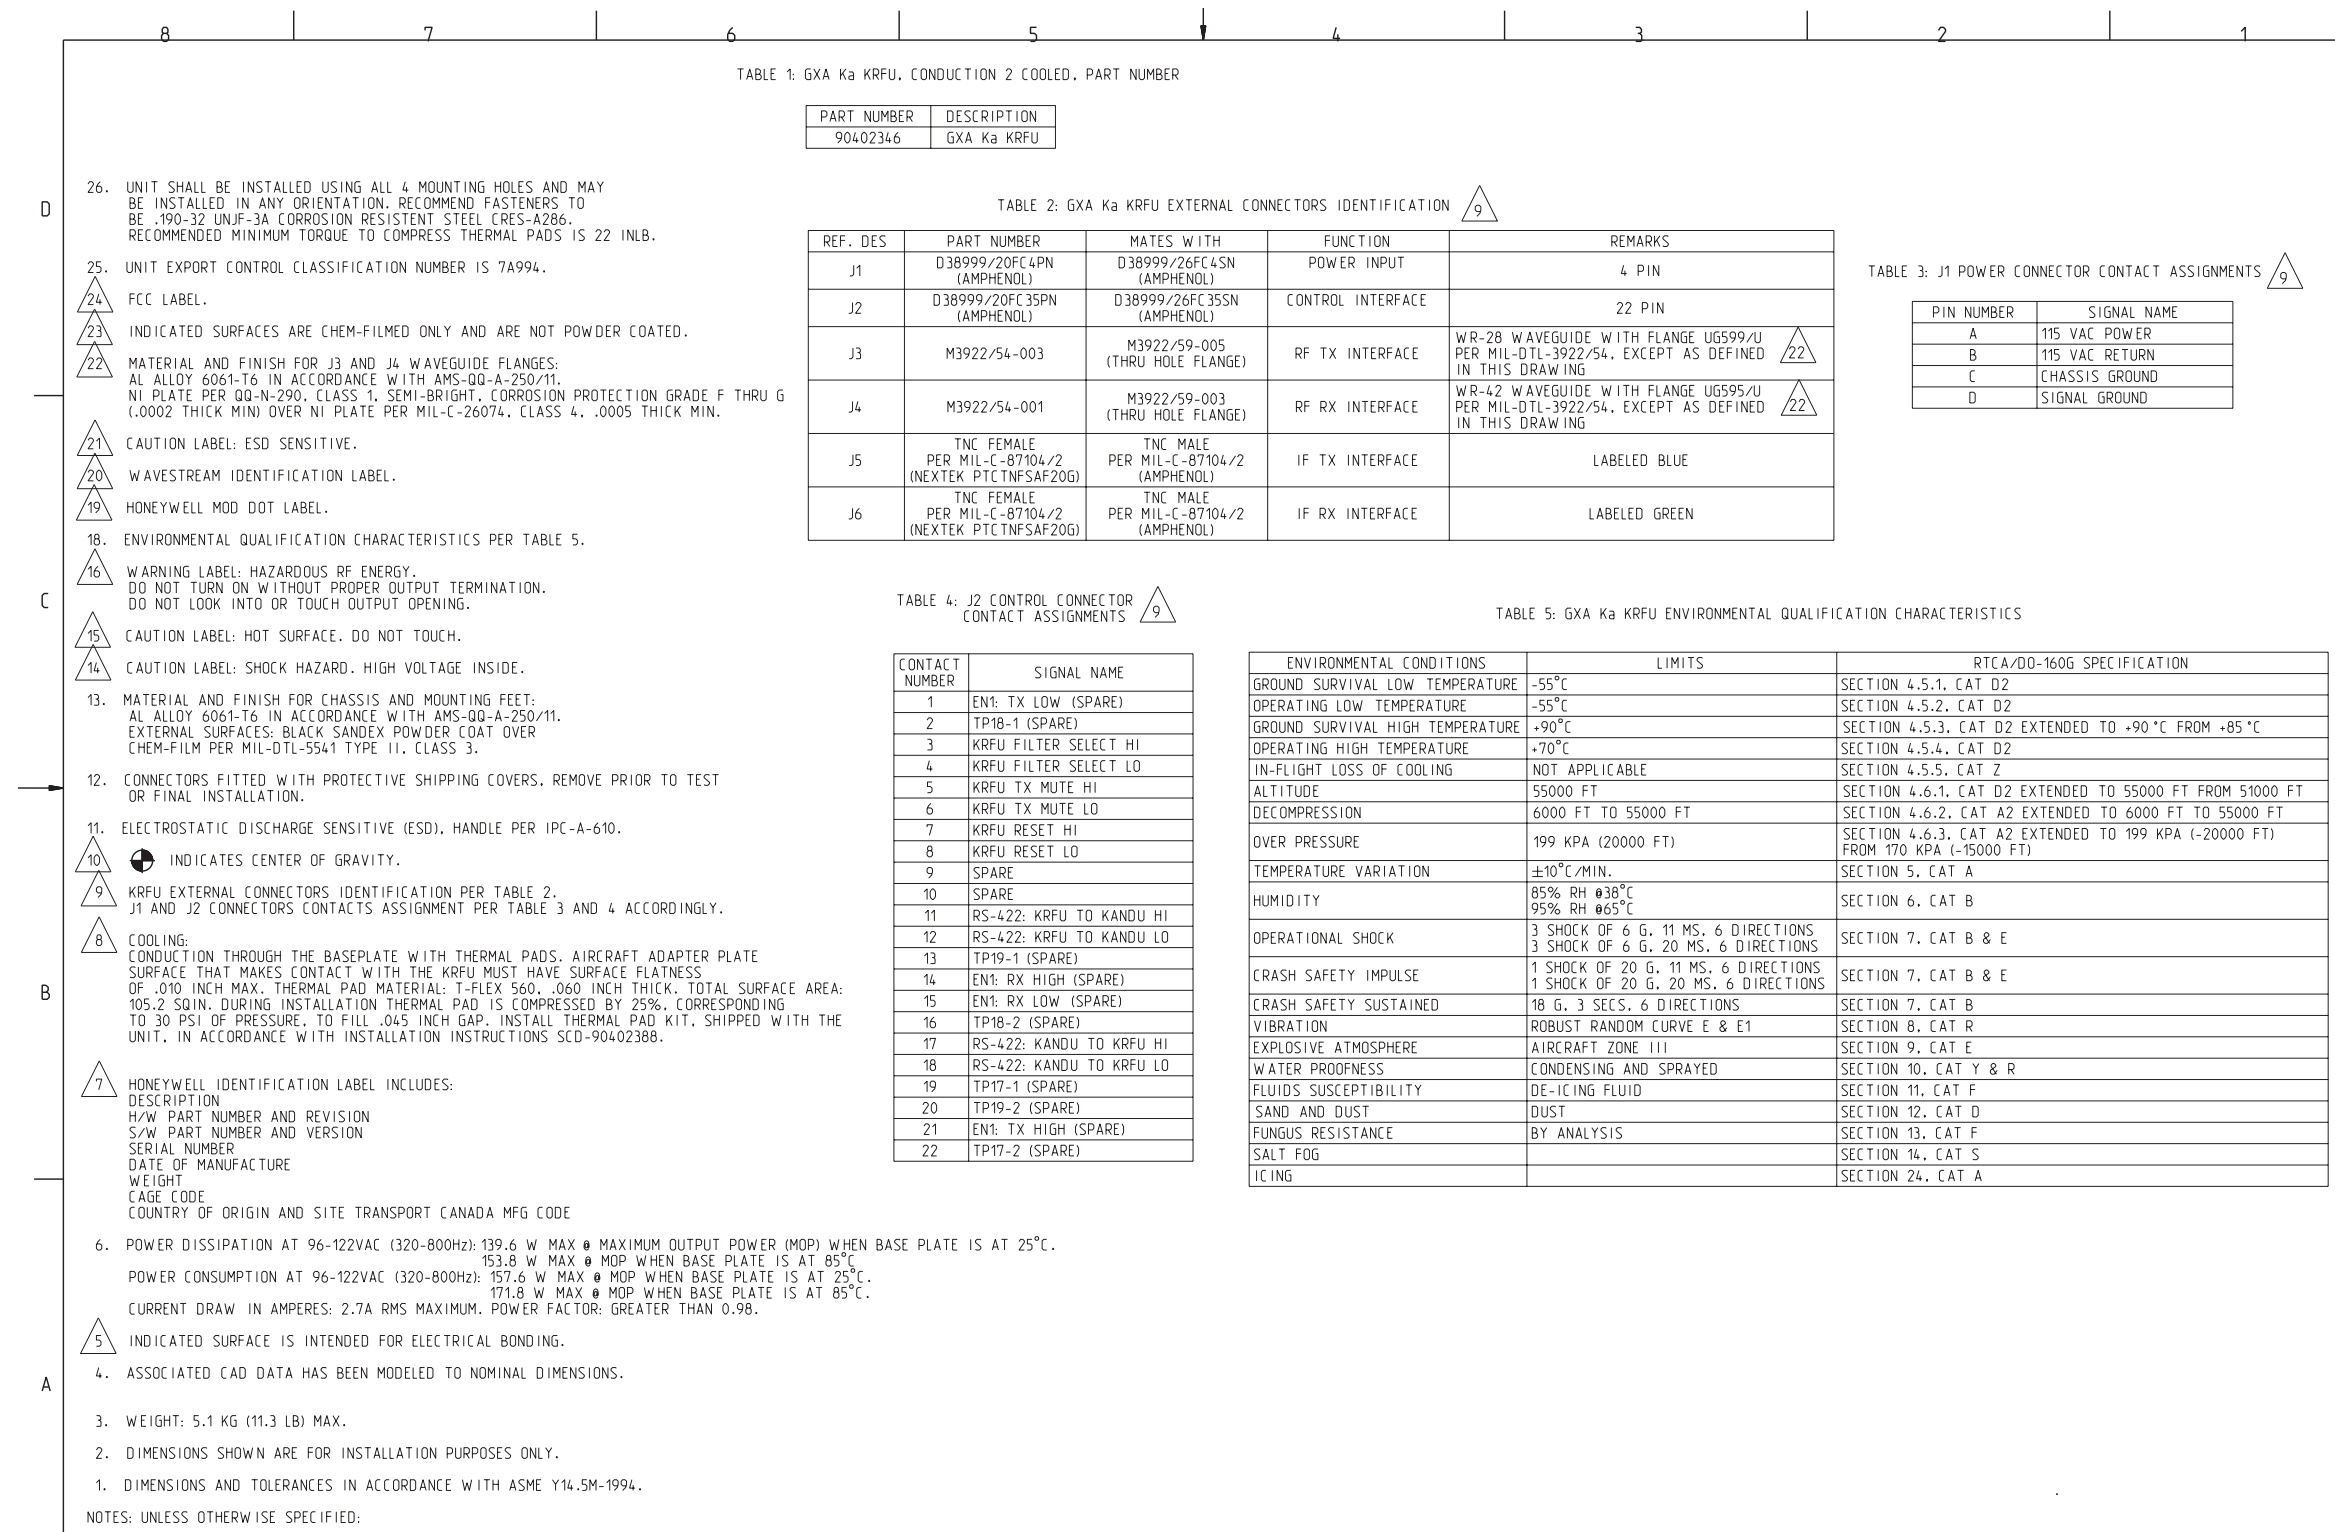 8 7 6 5 4 3 2 1
TABLE 1: GXA Ka KRFU, CONDUCTION 2 COOLED, PART NUMBER
PART NUMBER DESCRIPTION
90402346 GXA Ka KRFU
D
C
B
A
26. UNIT SHALL BE INSTALLED USING ALL 4 MOUNTING HOLES AND MAY
BE INSTALLED IN ANY ORIENTATION. RECOMMEND FASTENERS TO
BE .190-32 UNJF-3A CORROSION RESISTENT STEEL CRES-A286.
RECOMMENDED MINIMUM TORQUE TO COMPRESS THERMAL PADS IS 22 INLB.
25. UNIT EXPORT CONTROL CLASSIFICATION NUMBER IS 7A994.
24 FCC LABEL.
23 INDICATED SURFACES ARE CHEM-FILMED ONLY AND ARE NOT POWDER COATED.
22 MATERIAL AND FINISH FOR J3 AND J4 WAVEGUIDE FLANGES:
AL ALLOY 6061-T6 IN ACCORDANCE WITH AMS-QQ-A-250/11.
NI PLATE PER QQ-N-290, CLASS 1, SEMI-BRIGHT, CORROSION PROTECTION GRADE F THRU G
(.0002 THICK MIN) OVER NI PLATE PER MIL-C-26074, CLASS 4, .0005 THICK MIN.
21 CAUTION LABEL: ESD SENSITIVE.
20 WAVESTREAM IDENTIFICATION LABEL.
19 HONEYWELL MOD DOT LABEL.
18. ENVIRONMENTAL QUALIFICATION CHARACTERISTICS PER TABLE 5.
16 WARNING LABEL: HAZARDOUS RF ENERGY.
DO NOT TURN ON WITHOUT PROPER OUTPUT TERMINATION.
DO NOT LOOK INTO OR TOUCH OUTPUT OPENING.
15 CAUTION LABEL: HOT SURFACE. DO NOT TOUCH.
14 CAUTION LABEL: SHOCK HAZARD. HIGH VOLTAGE INSIDE.
13. MATERIAL AND FINISH FOR CHASSIS AND MOUNTING FEET:
AL ALLOY 6061-T6 IN ACCORDANCE WITH AMS-QQ-A-250/11.
EXTERNAL SURFACES: BLACK SANDEX POWDER COAT OVER
CHEM-FILM PER MIL-DTL-5541 TYPE II, CLASS 3.
12. CONNECTORS FITTED WITH PROTECTIVE SHIPPING COVERS, REMOVE PRIOR TO TEST
OR FINAL INSTALLATION.
11. ELECTROSTATIC DISCHARGE SENSITIVE (ESD), HANDLE PER IPC-A-610.
10 INDICATES CENTER OF GRAVITY.
9 KRFU EXTERNAL CONNECTORS IDENTIFICATION PER TABLE 2.
J1 AND J2 CONNECTORS CONTACTS ASSIGNMENT PER TABLE 3 AND 4 ACCORDINGLY.
8 COOLING:
CONDUCTION THROUGH THE BASEPLATE WITH THERMAL PADS. AIRCRAFT ADAPTER PLATE
SURFACE THAT MAKES CONTACT WITH THE KRFU MUST HAVE SURFACE FLATNESS
OF .010 INCH MAX. THERMAL PAD MATERIAL: T-FLEX 560, .060 INCH THICK. TOTAL SURFACE AREA:
105.2 SQIN. DURING INSTALLATION THERMAL PAD IS COMPRESSED BY 25%, CORRESPONDING
TO 30 PSI OF PRESSURE, TO FILL .045 INCH GAP. INSTALL THERMAL PAD KIT, SHIPPED WITH THE
UNIT, IN ACCORDANCE WITH INSTALLATION INSTRUCTIONS SCD-90402388.
7 HONEYWELL IDENTIFICATION LABEL INCLUDES:
DESCRIPTION
H/W PART NUMBER AND REVISION
S/W PART NUMBER AND VERSION
SERIAL NUMBER
DATE OF MANUFACTURE
WEIGHT
CAGE CODE
COUNTRY OF ORIGIN AND SITE TRANSPORT CANADA MFG CODE
6. POWER DISSIPATION AT 96-122VAC (320-800Hz): 139.6 W MAX @ MAXIMUM OUTPUT POWER (MOP) WHEN BASE PLATE IS AT 25°C.
153.8 W MAX @ MOP WHEN BASE PLATE IS AT 85°C
POWER CONSUMPTION AT 96-122VAC (320-800Hz): 157.6 W MAX @ MOP WHEN BASE PLATE IS AT 25°C.
171.8 W MAX @ MOP WHEN BASE PLATE IS AT 85°C.
CURRENT DRAW IN AMPERES: 2.7A RMS MAXIMUM. POWER FACTOR: GREATER THAN 0.98.
5 INDICATED SURFACE IS INTENDED FOR ELECTRICAL BONDING.
4. ASSOCIATED CAD DATA HAS BEEN MODELED TO NOMINAL DIMENSIONS.
3. WEIGHT: 5.1 KG (11.3 LB) MAX.
2. DIMENSIONS SHOWN ARE FOR INSTALLATION PURPOSES ONLY.
1. DIMENSIONS AND TOLERANCES IN ACCORDANCE WITH ASME Y14.5M-1994.
NOTES: UNLESS OTHERWISE SPECIFIED:
TABLE 2: GXA Ka KRFU EXTERNAL CONNECTORS IDENTIFICATION 9
REF. DES PART NUMBER MATES WITH FUNCTION REMARKS
J1 D38999/20FC4PN (AMPHENOL) D38999/26FC4SN (AMPHENOL) POWER INPUT 4 PIN
J2 D38999/20FC35PN (AMPHENOL) D38999/26FC35SN (AMPHENOL) CONTROL INTERFACE 22 PIN
J3 M3922/54-003 M3922/59-005 (THRU HOLE FLANGE) RF TX INTERFACE WR-28 WAVEGUIDE WITH FLANGE UG599/U PER MIL-DTL-3922/54, EXCEPT AS DEFINED IN THIS DRAWING 22
J4 M3922/54-001 M3922/59-003 (THRU HOLE FLANGE) RF RX INTERFACE WR-42 WAVEGUIDE WITH FLANGE UG595/U PER MIL-DTL-3922/54, EXCEPT AS DEFINED IN THIS DRAWING 22
J5 TNC FEMALE PER MIL-C-87104/2 (NEXTEK PTCTNFSAF20G) TNC MALE PER MIL-C-87104/2 (AMPHENOL) IF TX INTERFACE LABELED BLUE
J6 TNC FEMALE PER MIL-C-87104/2 (NEXTEK PTCTNFSAF20G) TNC MALE PER MIL-C-87104/2 (AMPHENOL) IF RX INTERFACE LABELED GREEN
TABLE 3: J1 POWER CONNECTOR CONTACT ASSIGNMENTS 9
PIN NUMBER SIGNAL NAME
A 115 VAC POWER
B 115 VAC RETURN
C CHASSIS GROUND
D SIGNAL GROUND
TABLE 4: J2 CONTROL CONNECTOR
CONTACT ASSIGNMENTS 9
CONTACT NUMBER SIGNAL NAME
1 EN1: TX LOW (SPARE)
2 TP18-1 (SPARE)
3 KRFU FILTER SELECT HI
4 KRFU FILTER SELECT LO
5 KRFU TX MUTE HI
6 KRFU TX MUTE LO
7 KRFU RESET HI
8 KRFU RESET LO
9 SPARE
10 SPARE
11 RS-422: KRFU TO KANDU HI
12 RS-422: KRFU TO KANDU LO
13 TP19-1 (SPARE)
14 EN1: RX HIGH (SPARE)
15 EN1: RX LOW (SPARE)
16 TP18-2 (SPARE)
17 RS-422: KANDU TO KRFU HI
18 RS-422: KANDU TO KRFU LO
19 TP17-1 (SPARE)
20 TP19-2 (SPARE)
21 EN1: TX HIGH (SPARE)
22 TP17-2 (SPARE)
TABLE 5: GXA Ka KRFU ENVIRONMENTAL QUALIFICATION CHARACTERISTICS
ENVIRONMENTAL CONDITIONS LIMITS RTCA/DO-160G SPECIFICATION
GROUND SURVIVAL LOW TEMPERATURE -55°C SECTION 4.5.1, CAT D2
OPERATING LOW TEMPERATURE -55°C SECTION 4.5.2, CAT D2
GROUND SURVIVAL HIGH TEMPERATURE +90°C SECTION 4.5.3, CAT D2 EXTENDED TO +90°C FROM +85°C
OPERATING HIGH TEMPERATURE +70°C SECTION 4.5.4, CAT D2
IN-FLIGHT LOSS OF COOLING NOT APPLICABLE SECTION 4.5.5, CAT Z
ALTITUDE 55000 FT SECTION 4.6.1, CAT D2 EXTENDED TO 55000 FT FROM 51000 FT
DECOMPRESSION 6000 FT TO 55000 FT SECTION 4.6.2, CAT A2 EXTENDED TO 6000 FT TO 55000 FT
OVER PRESSURE 199 KPA (20000 FT) SECTION 4.6.3, CAT A2 EXTENDED TO 199 KPA (-20000 FT) FROM 170 KPA (-15000 FT)
TEMPERATURE VARIATION ±10°C/MIN. SECTION 5, CAT A
HUMIDITY 85% RH @38°C 95% RH @65°C SECTION 6, CAT B
OPERATIONAL SHOCK 3 SHOCK OF 6 G, 11 MS, 6 DIRECTIONS 3 SHOCK OF 6 G, 20 MS, 6 DIRECTIONS SECTION 7, CAT B & E
CRASH SAFETY IMPULSE 1 SHOCK OF 20 G, 11 MS, 6 DIRECTIONS 1 SHOCK OF 20 G, 20 MS, 6 DIRECTIONS SECTION 7, CAT B & E
CRASH SAFETY SUSTAINED 18 G, 3 SECS, 6 DIRECTIONS SECTION 7, CAT B
VIBRATION ROBUST RANDOM CURVE E & E1 SECTION 8, CAT R
EXPLOSIVE ATMOSPHERE AIRCRAFT ZONE III SECTION 9, CAT E
WATER PROOFNESS CONDENSING AND SPRAYED SECTION 10, CAT Y & R
FLUIDS SUSCEPTIBILITY DE-ICING FLUID SECTION 11, CAT F
SAND AND DUST DUST SECTION 12, CAT D
FUNGUS RESISTANCE BY ANALYSIS SECTION 13, CAT F
SALT FOG SECTION 14, CAT S
ICING SECTION 24, CAT A